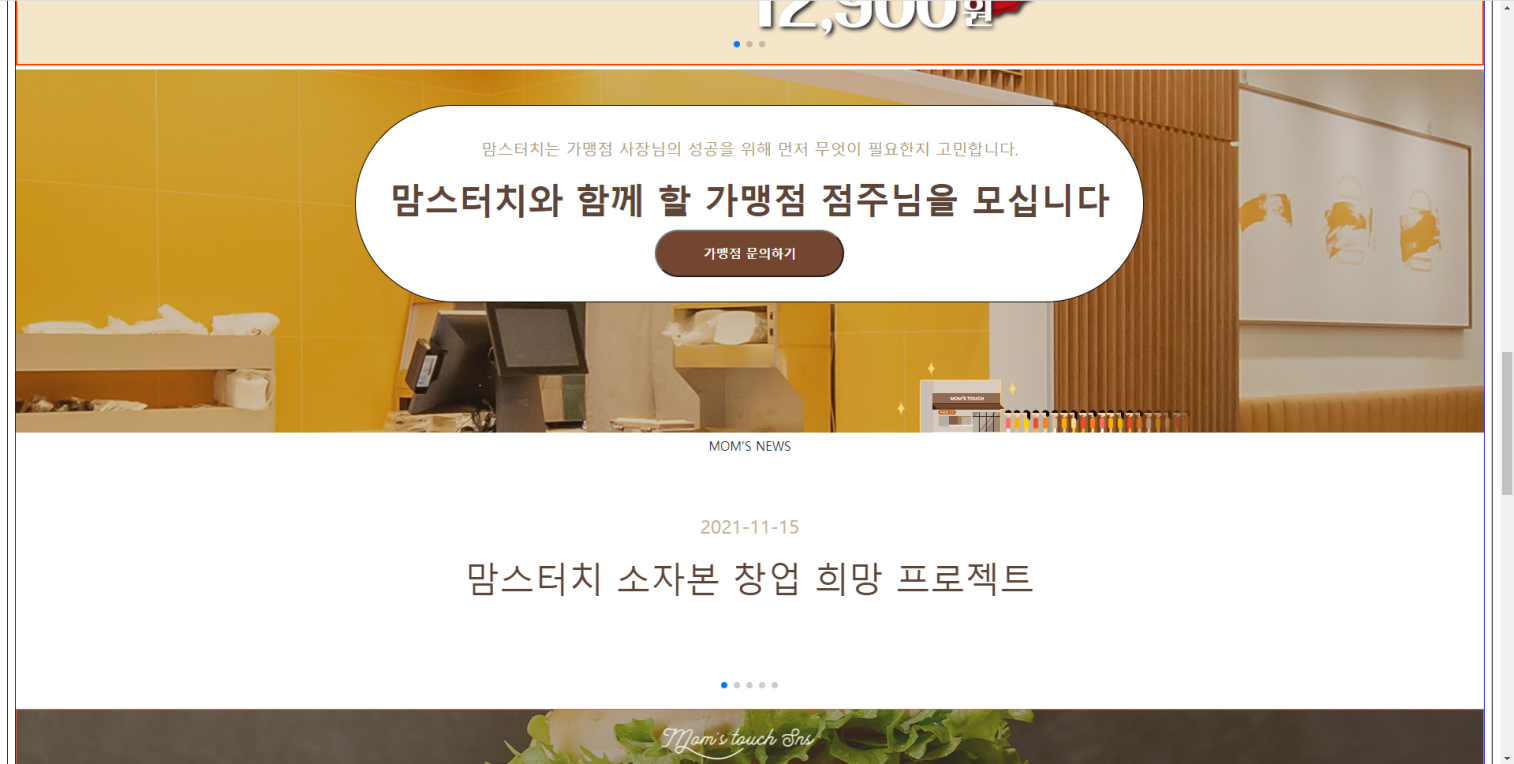 12,900원
맘스터치는 가맹점 사장님의 성공을 위해 먼저 무엇이 필요한지 고민합니다.
맘스터치와 함께 할 가맹점 점주님을 모십니다
가맹점 문의하기
MOM'S TOUCH
MOM'S NEWS
2021-11-15
맘스터치 소자본 창업 희망 프로젝트
Mom's touch Sns